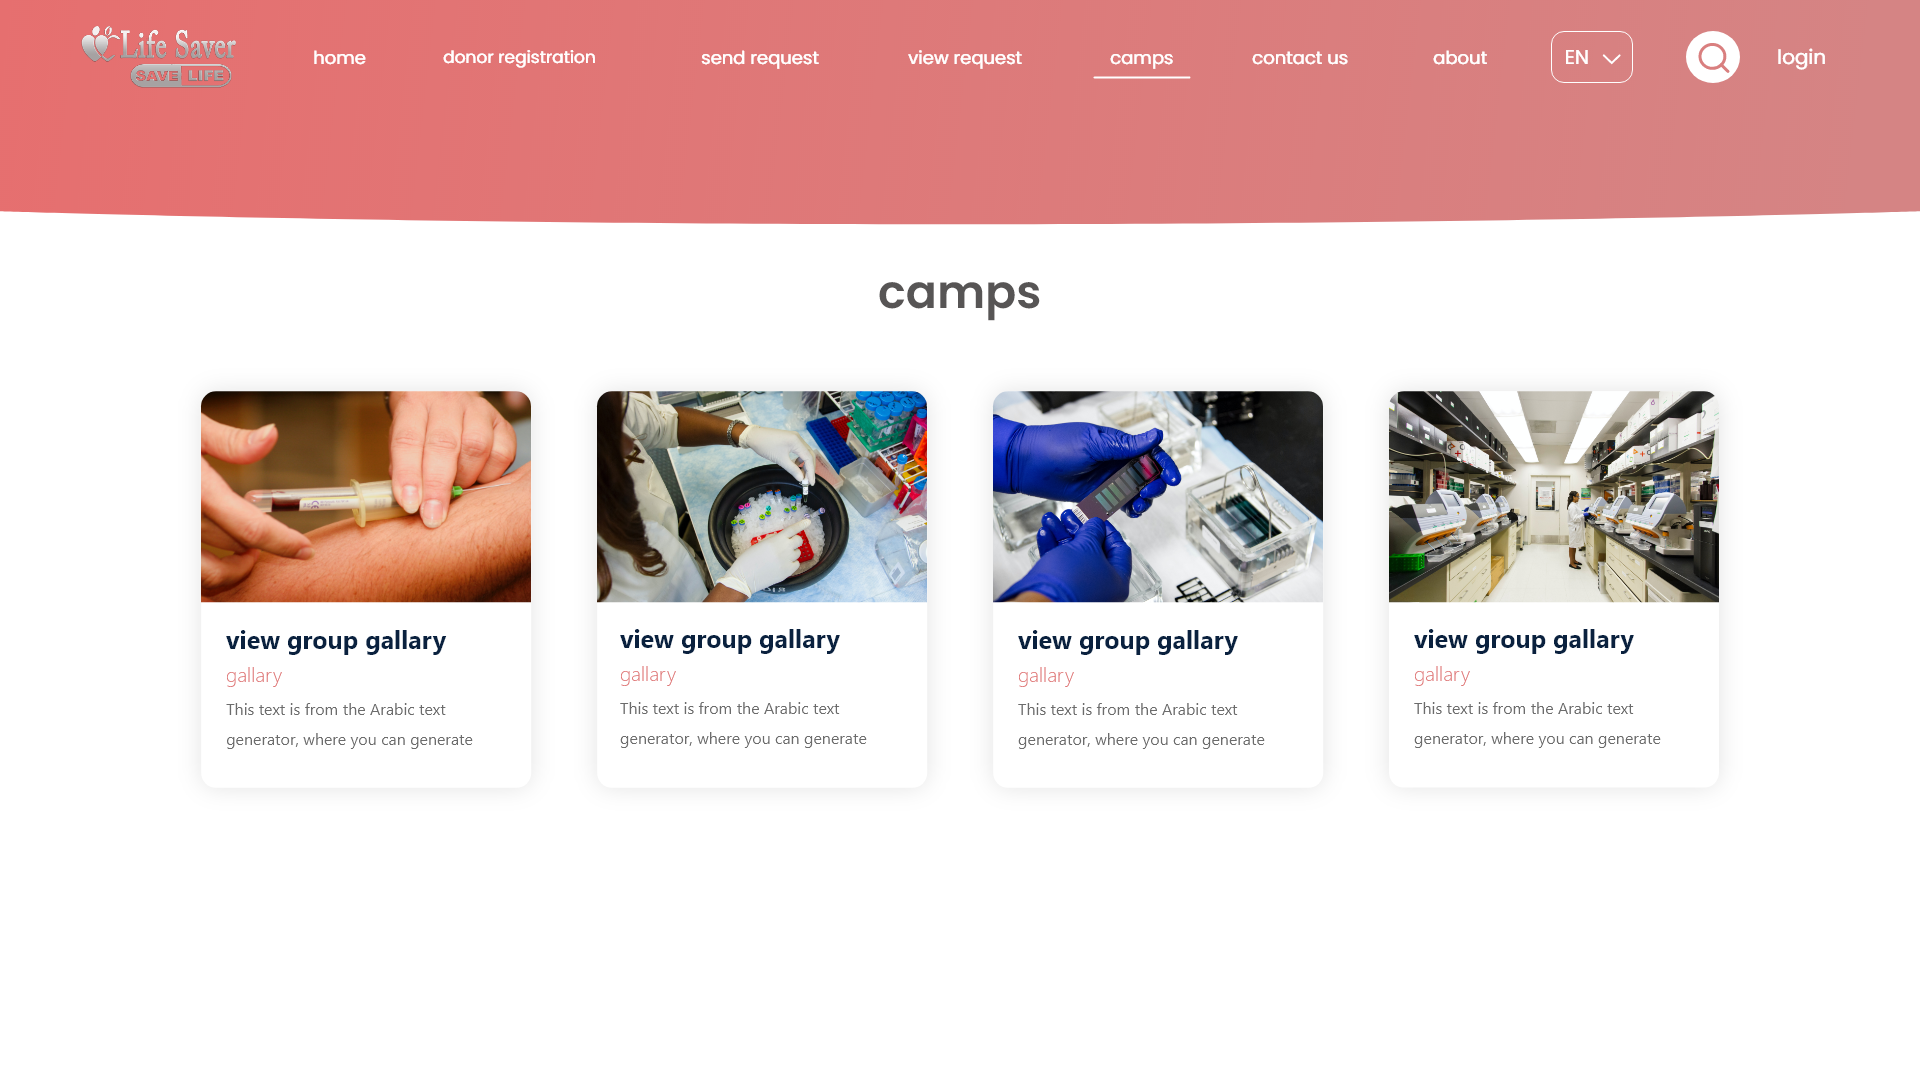 Life Saver
SAVE LIFE
home
donor registration
send request
view request
camps
contact us
about
EN
login
camps
view group gallary
gallary
This text is from the Arabic text
generator, where you can generate
view group gallary
gallary
This text is from the Arabic text
generator, where you can generate
view group gallary
gallary
This text is from the Arabic text
generator, where you can generate
view group gallary
gallary
This text is from the Arabic text
generator, where you can generate